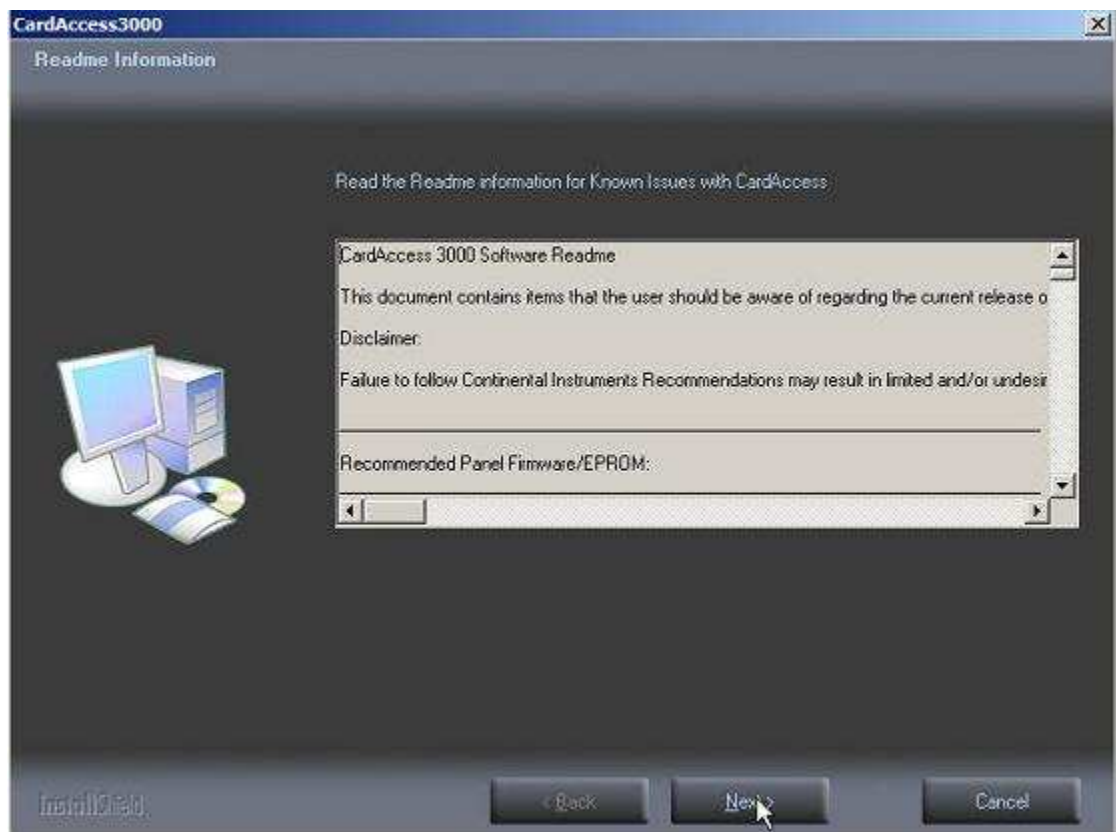 CardAccess3000
Readme Information
Read the Readme information for Known Issues with CardAccess
CardAccess 3000 Software Readme
This document contains items that the user should be aware of regarding the current release o
Disclaimer:
Failure to follow Continental Instruments Recommendations may result in limited and/or undesir
Recommended Panel Firmware/EPROM:
InstallShield
< Back Next > Cancel